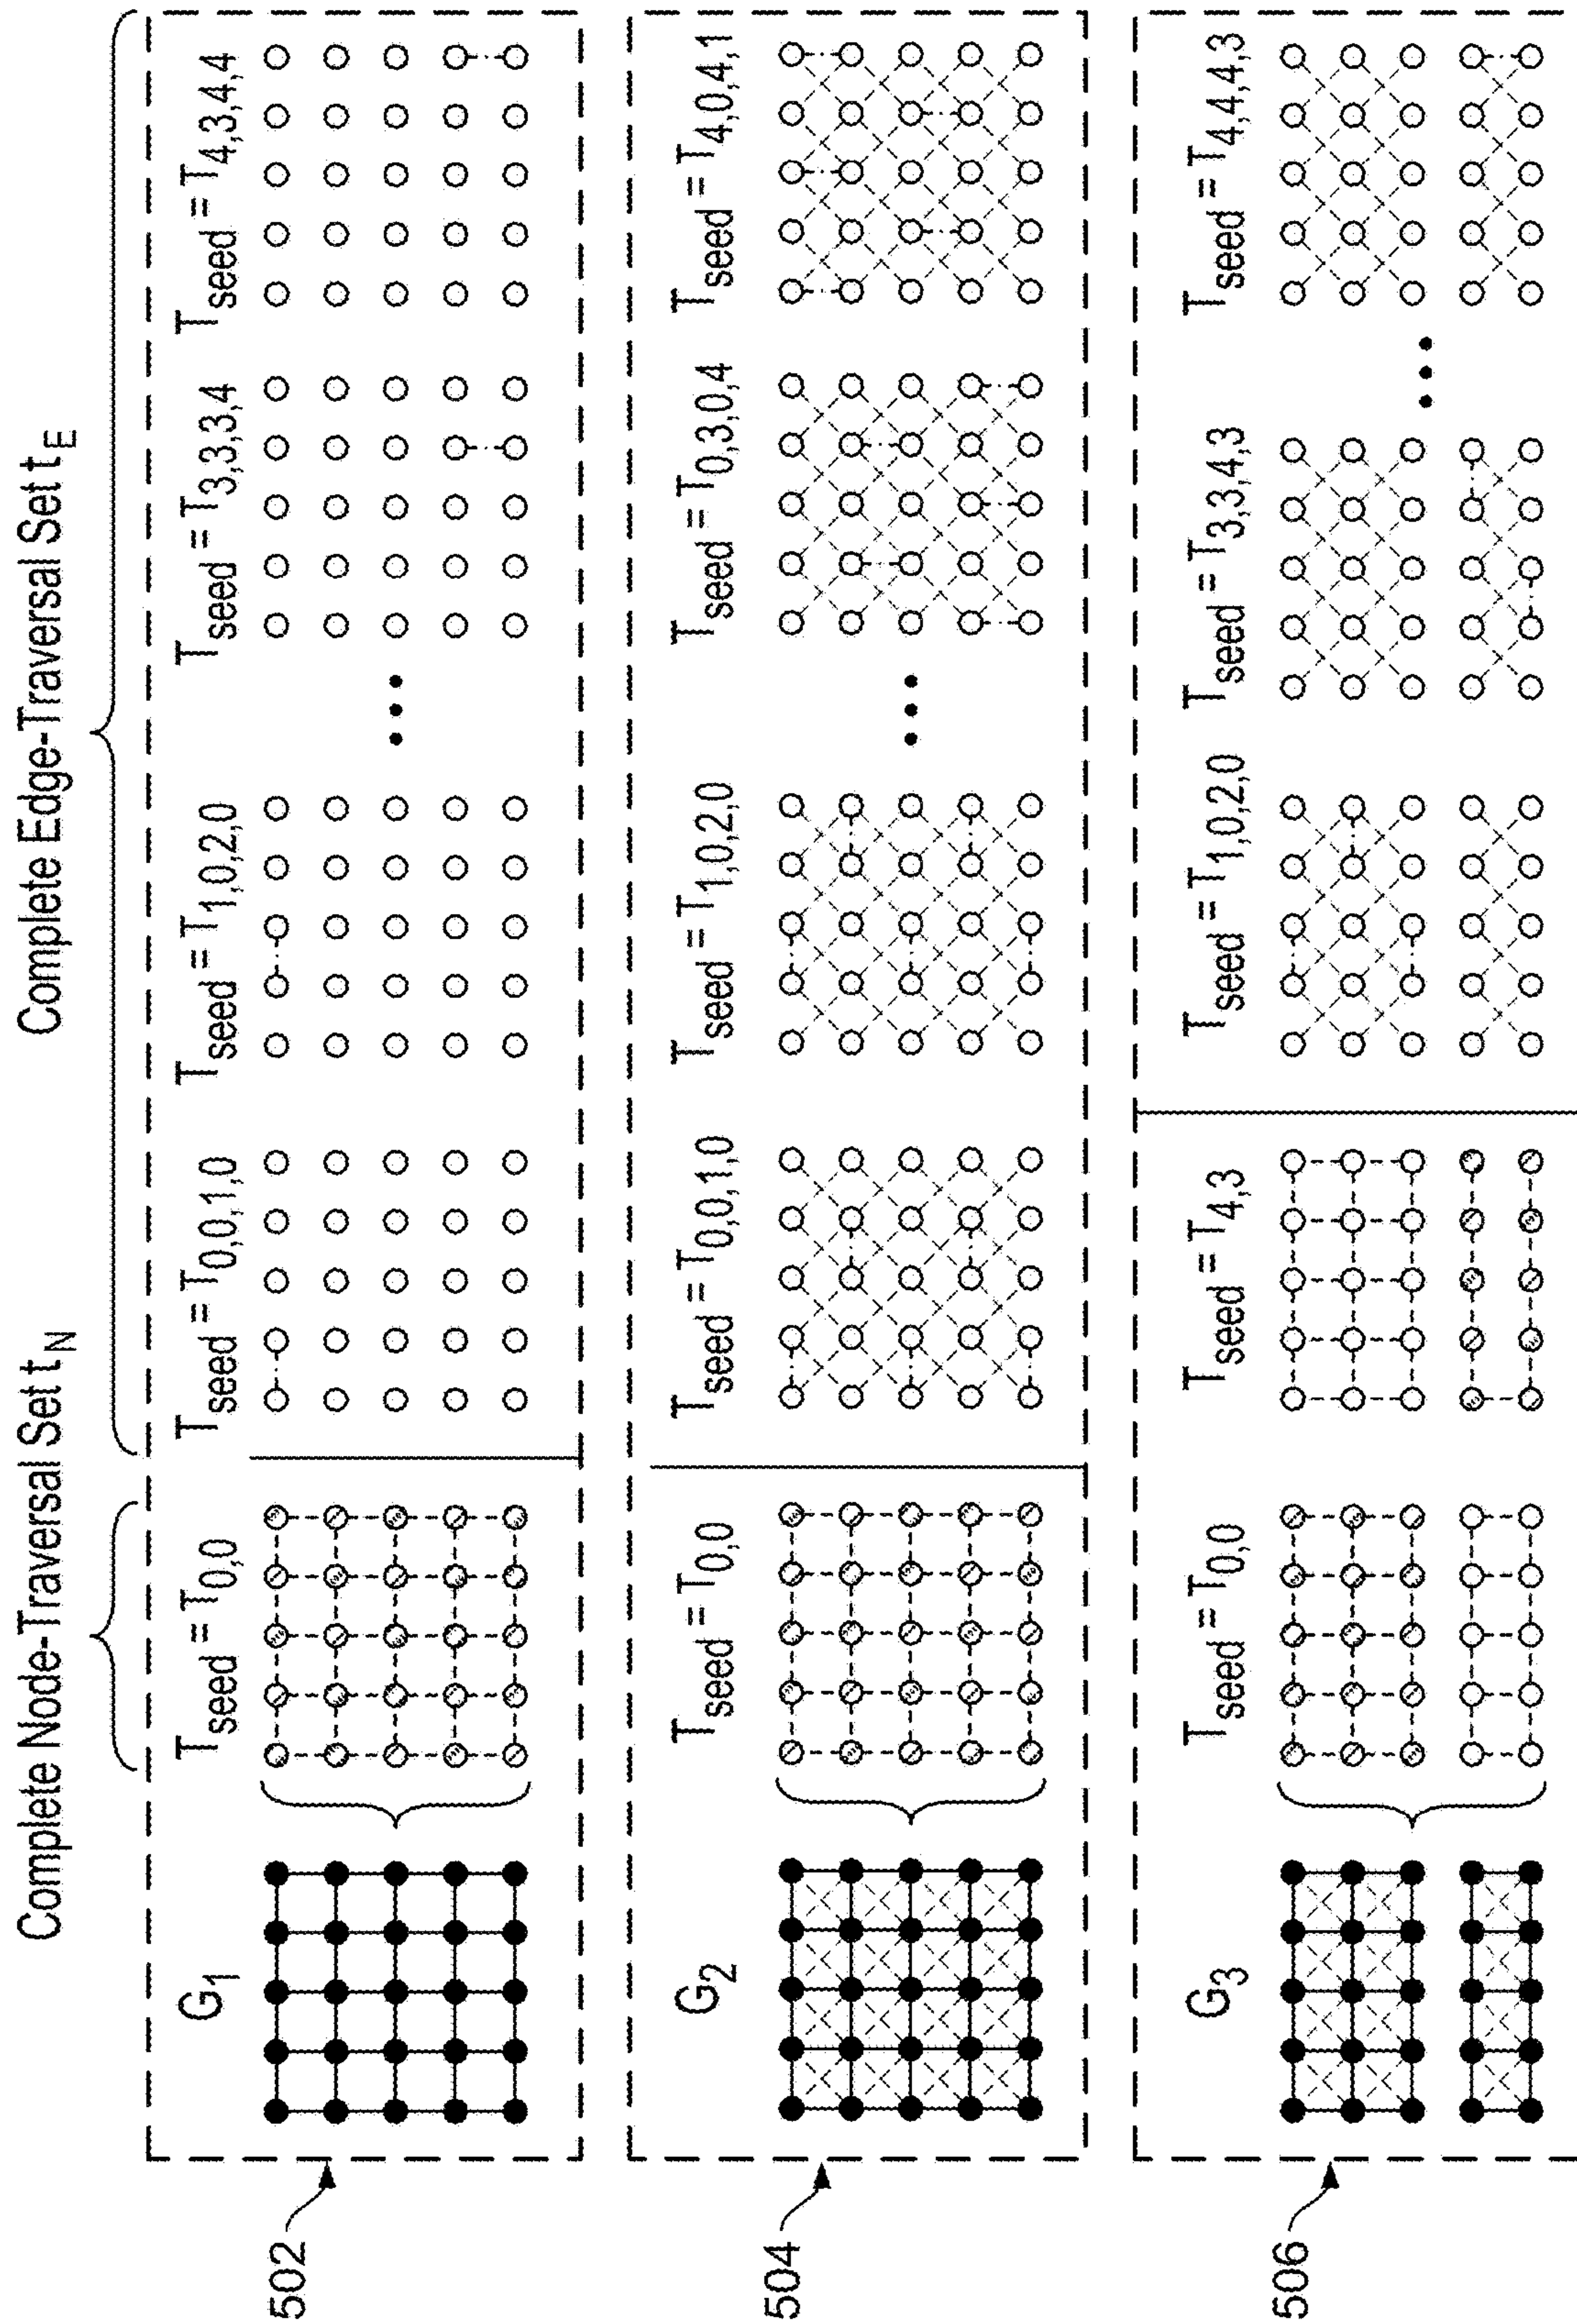 Complete Node-Traversal Set t_N
Complete Edge-Traversal Set t_E
502
G_1
T_seed = T_0,0
T_seed = T_0,0,1,0
T_seed = T_1,0,2,0
•••
T_seed = T_3,3,3,4
T_seed = T_4,3,4,4
504
G_2
T_seed = T_0,0
T_seed = T_0,0,1,0
T_seed = T_1,0,2,0
•••
T_seed = T_0,3,0,4
T_seed = T_4,0,4,1
506
G_3
T_seed = T_0,0
T_seed = T_4,3
T_seed = T_1,0,2,0
T_seed = T_3,3,4,3
•••
T_seed = T_4,4,4,3